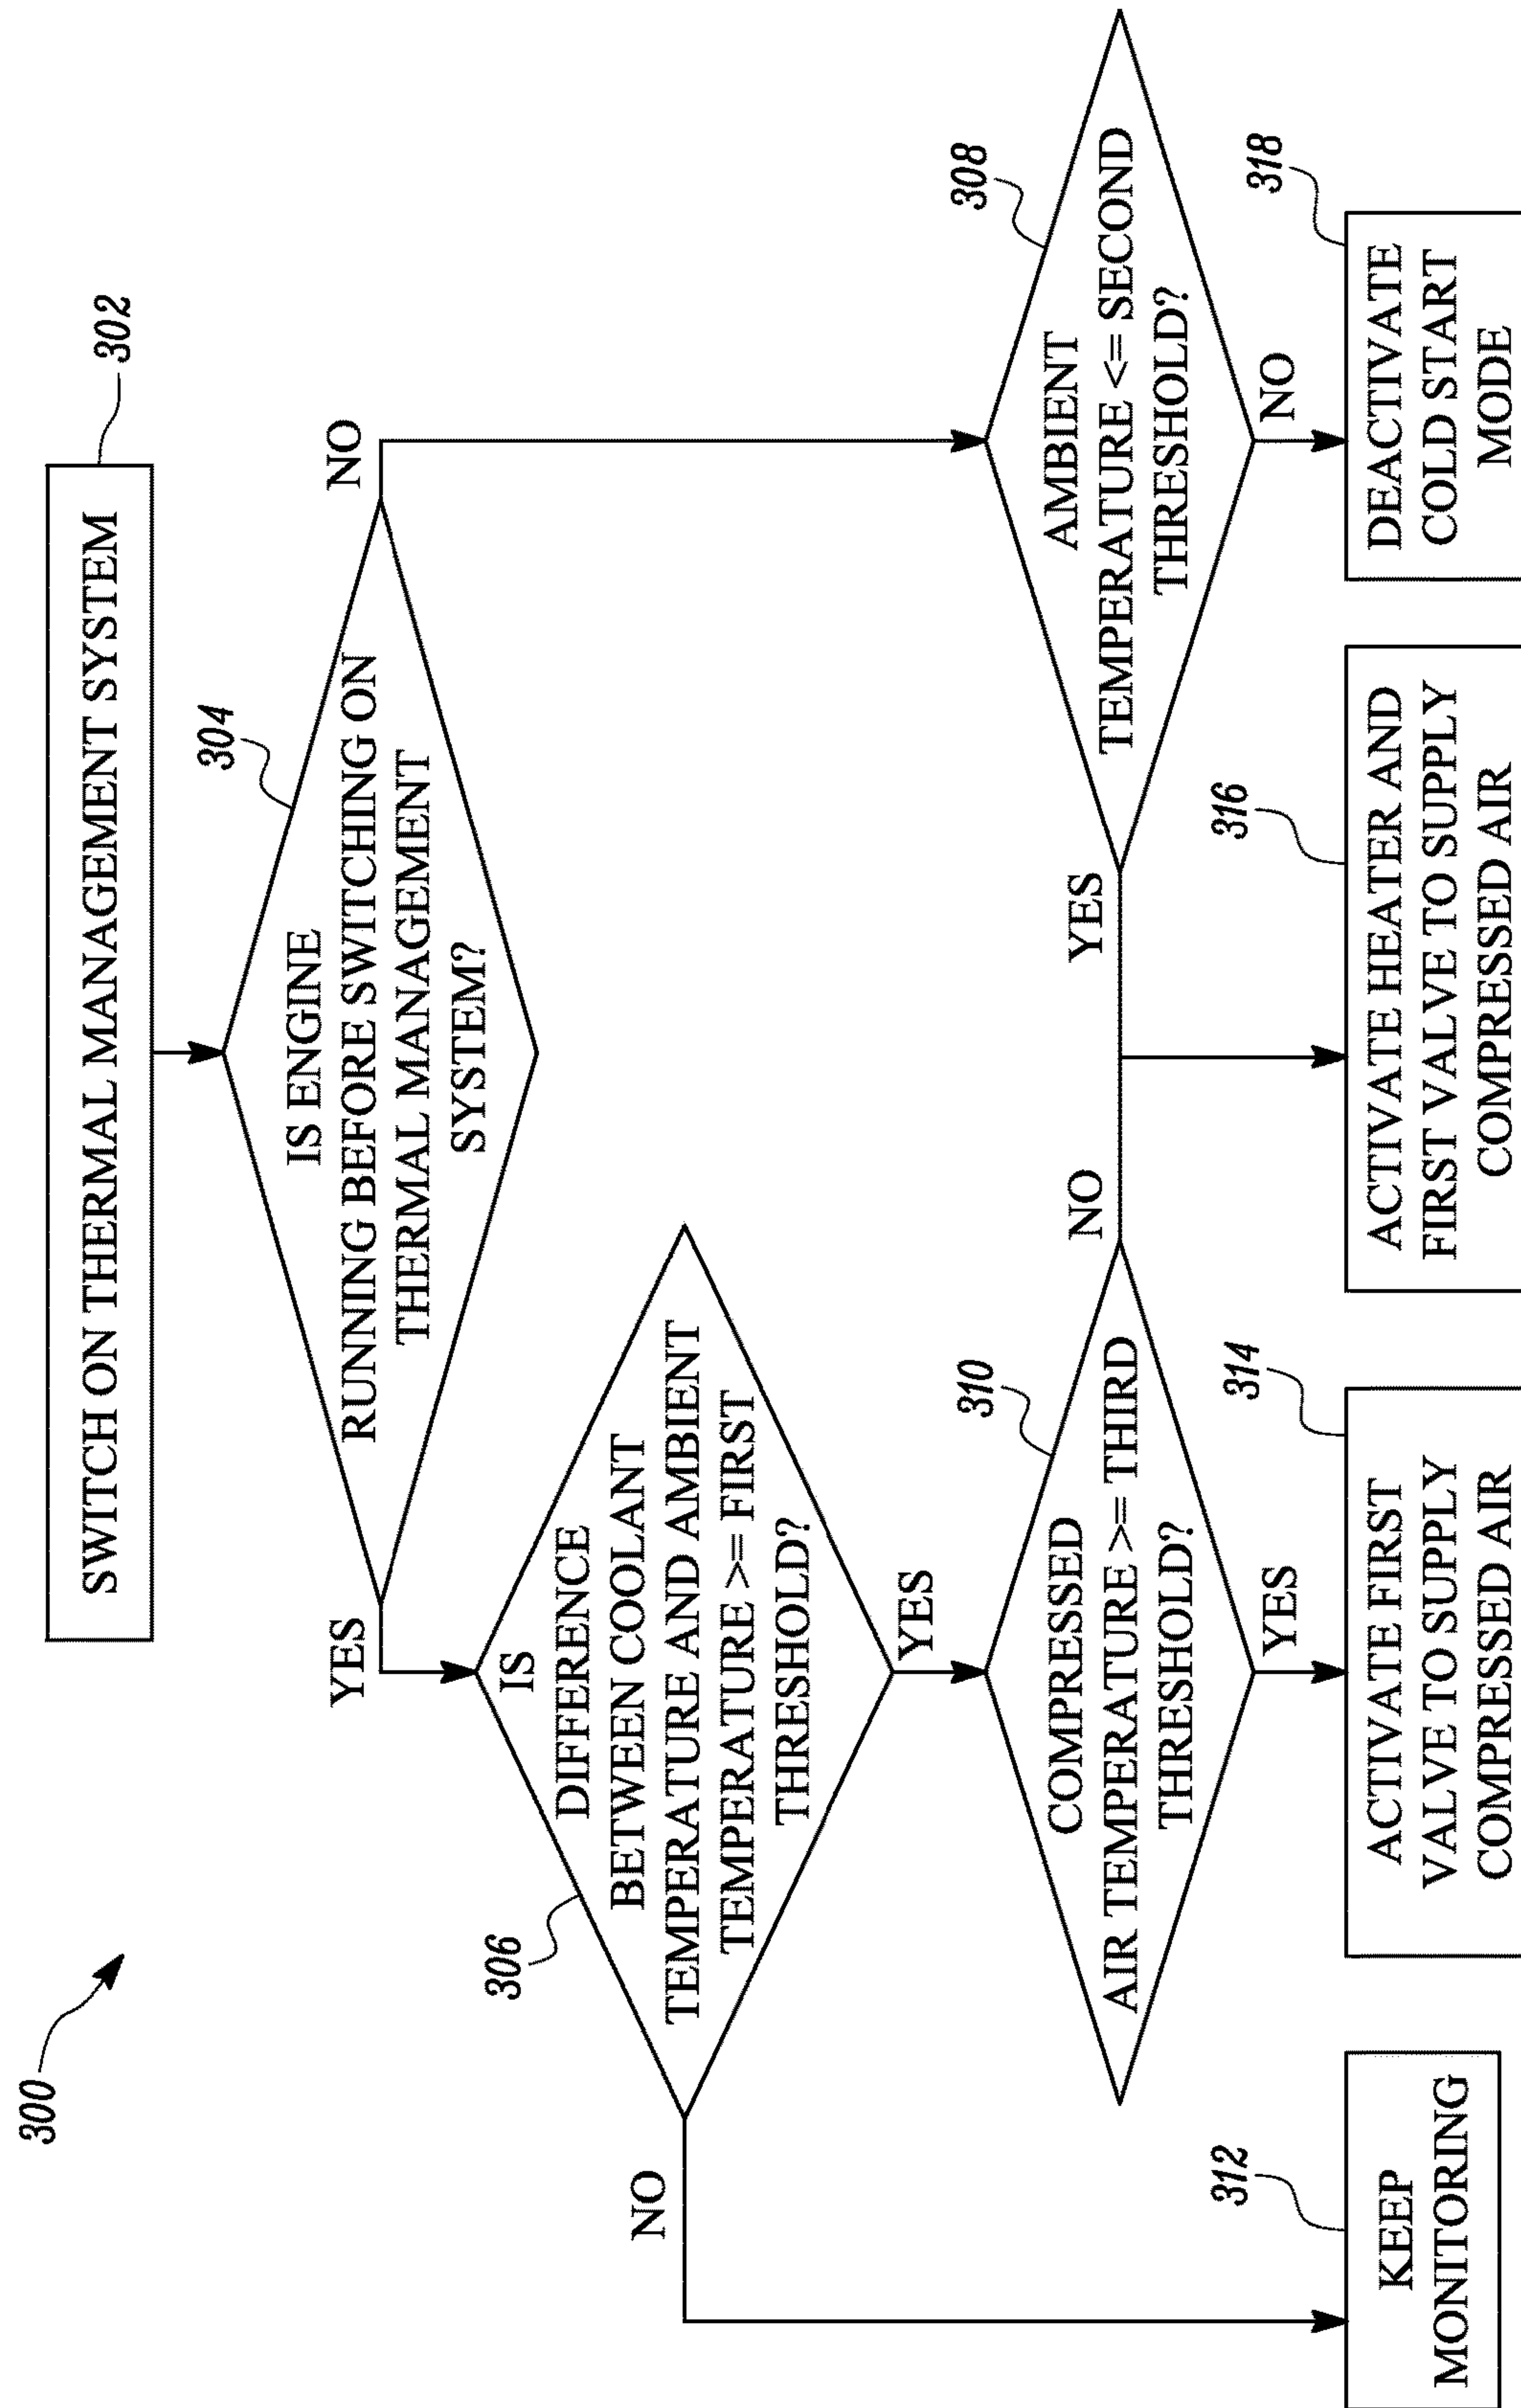 300
SWITCH ON THERMAL MANAGEMENT SYSTEM
302
304
IS ENGINE
RUNNING BEFORE SWITCHING ON
THERMAL MANAGEMENT
SYSTEM?
YES
NO
306
IS
DIFFERENCE
BETWEEN COOLANT
TEMPERATURE AND AMBIENT
TEMPERATURE >= FIRST
THRESHOLD?
NO
YES
310
COMPRESSED
AIR TEMPERATURE >= THIRD
THRESHOLD?
NO
YES
308
AMBIENT
TEMPERATURE <= SECOND
THRESHOLD?
YES
NO
312
KEEP
MONITORING
314
ACTIVATE FIRST
VALVE TO SUPPLY
COMPRESSED AIR
316
ACTIVATE HEATER AND
FIRST VALVE TO SUPPLY
COMPRESSED AIR
318
DEACTIVATE
COLD START
MODE